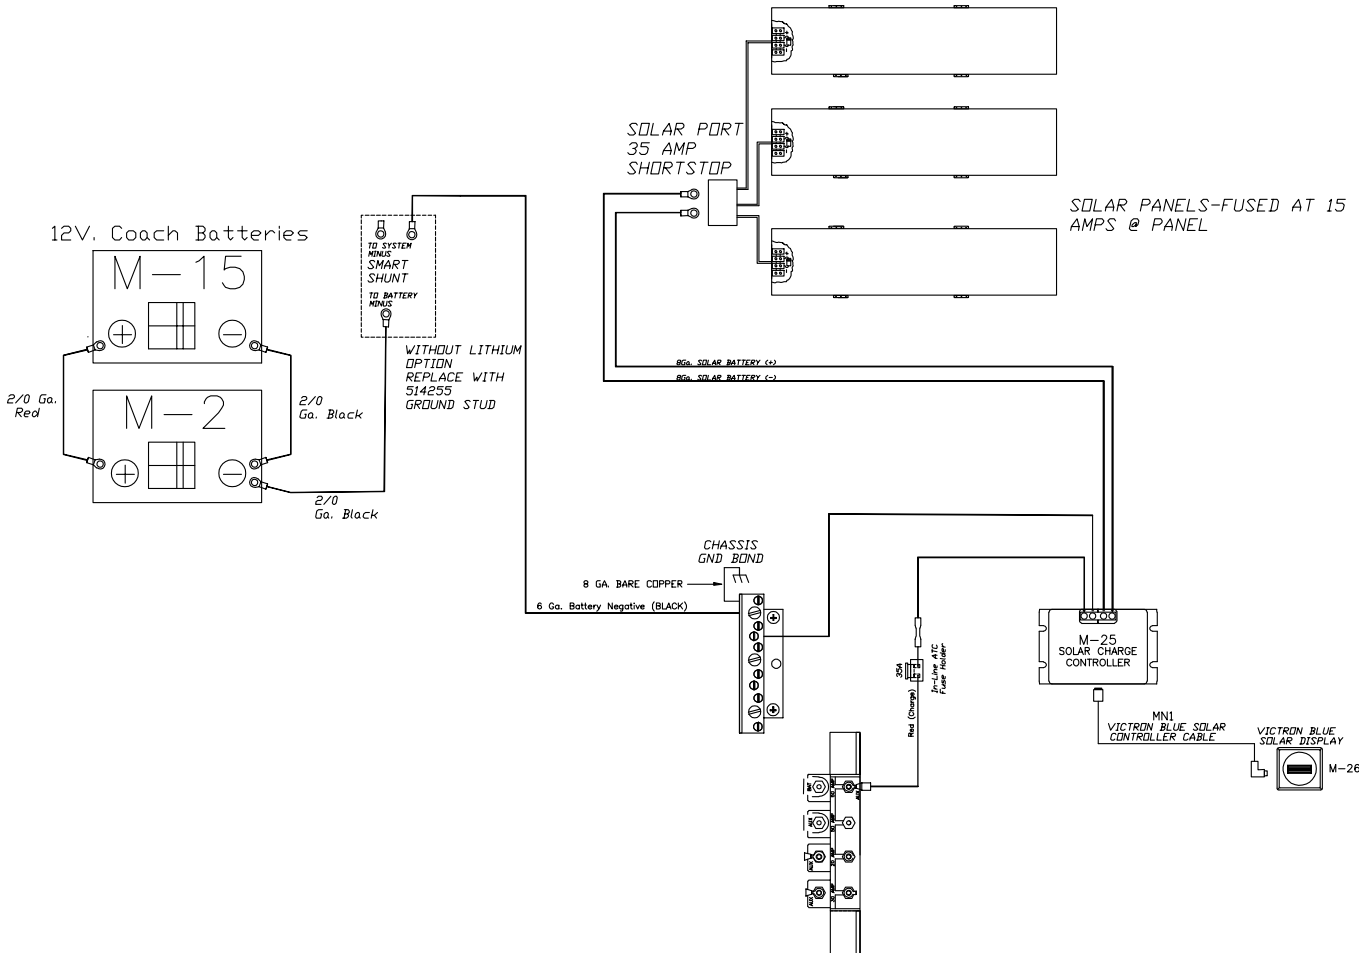 SOLAR PORT
35 AMP
SHORTSTOP
SOLAR PANELS-FUSED AT 15
AMPS @ PANEL
12V. Coach Batteries
M-15
M-2
2/0 Ga.
Red
2/0
Ga. Black
2/0
Ga. Black
TO SYSTEM
MINUS
SMART
SHUNT
TO BATTERY
MINUS
WITHOUT LITHIUM
OPTION
REPLACE WITH
514255
GROUND STUD
8Ga. SOLAR BATTERY (+)
8Ga. SOLAR BATTERY (-)
CHASSIS
GND BOND
8 GA. BARE COPPER
6 Ga. Battery Negative (BLACK)
35A
In-Line ATC
Fuse Holder
Red (Charge)
M-25
SOLAR CHARGE
CONTROLLER
MN1
VICTRON BLUE SOLAR
CONTROLLER CABLE
VICTRON BLUE
SOLAR DISPLAY
M-26
BAT
AUX
AUX
AUX